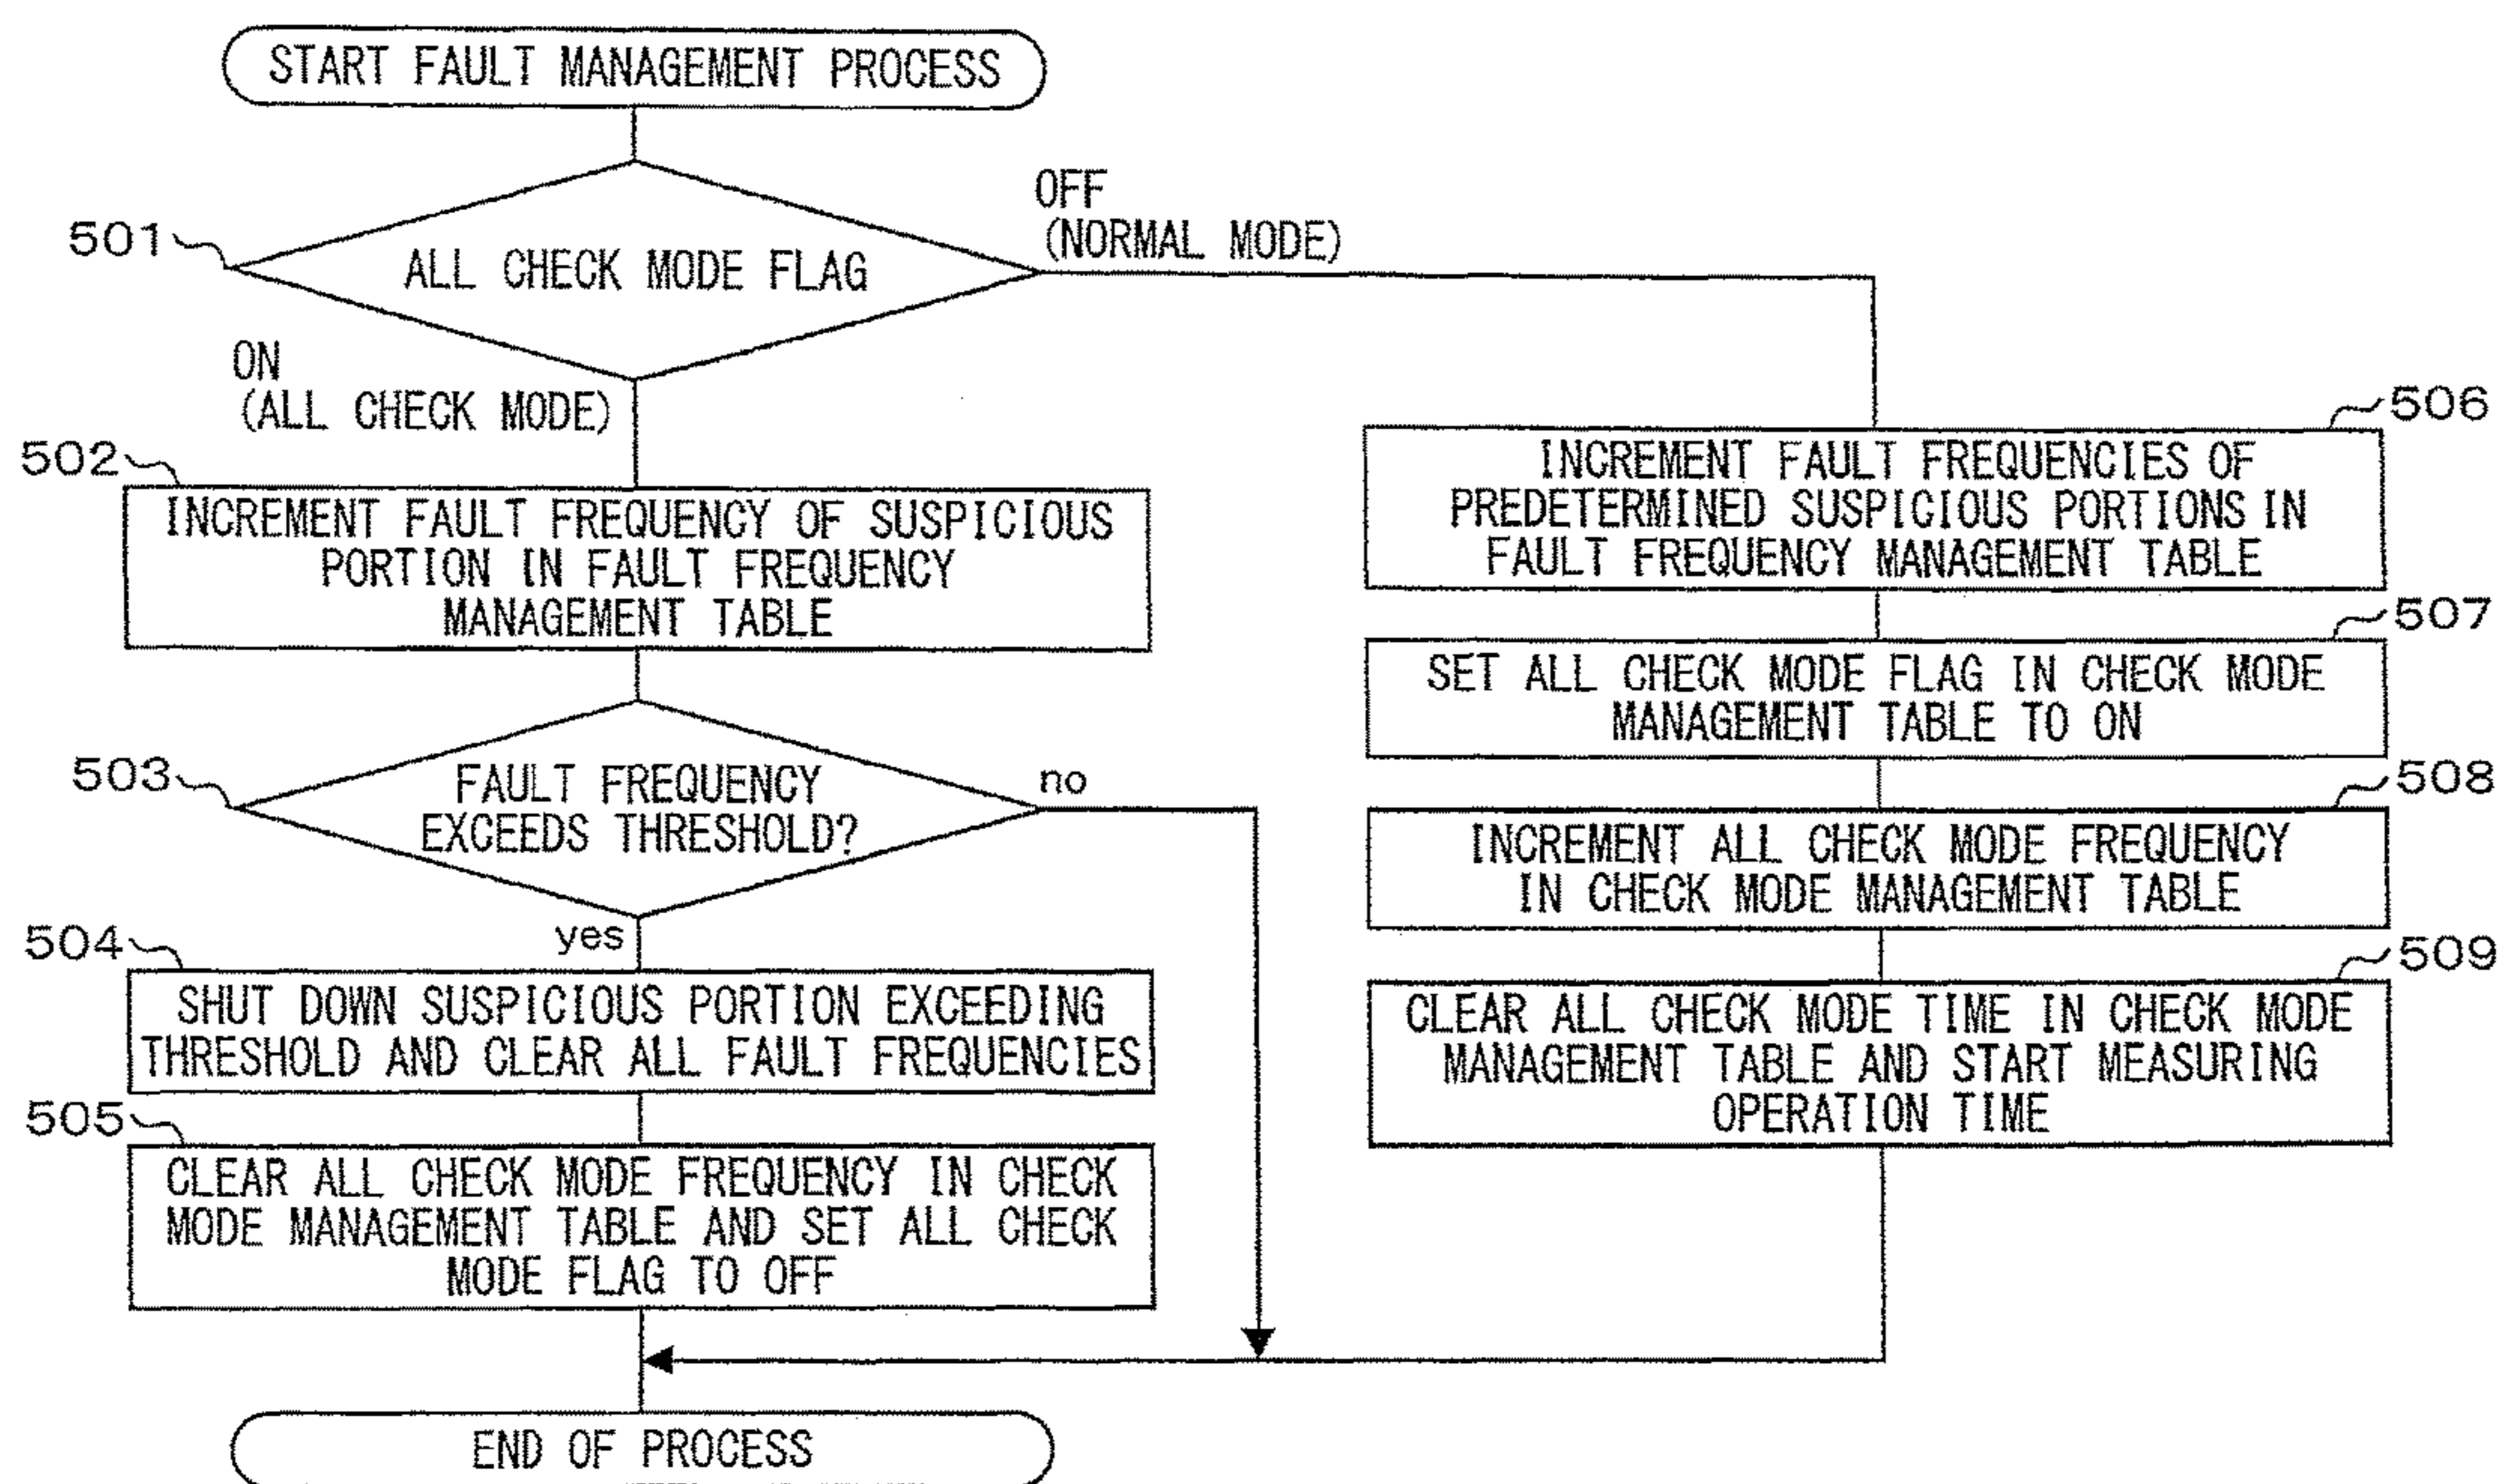 START FAULT MANAGEMENT PROCESS
501
ALL CHECK MODE FLAG
OFF
(NORMAL MODE)
ON
(ALL CHECK MODE)
502
INCREMENT FAULT FREQUENCY OF SUSPICIOUS
PORTION IN FAULT FREQUENCY
MANAGEMENT TABLE
503
FAULT FREQUENCY
EXCEEDS THRESHOLD?
no
yes
504
SHUT DOWN SUSPICIOUS PORTION EXCEEDING
THRESHOLD AND CLEAR ALL FAULT FREQUENCIES
505
CLEAR ALL CHECK MODE FREQUENCY IN CHECK
MODE MANAGEMENT TABLE AND SET ALL CHECK
MODE FLAG TO OFF
506
INCREMENT FAULT FREQUENCIES OF
PREDETERMINED SUSPICIOUS PORTIONS IN
FAULT FREQUENCY MANAGEMENT TABLE
507
SET ALL CHECK MODE FLAG IN CHECK MODE
MANAGEMENT TABLE TO ON
508
INCREMENT ALL CHECK MODE FREQUENCY
IN CHECK MODE MANAGEMENT TABLE
509
CLEAR ALL CHECK MODE TIME IN CHECK MODE
MANAGEMENT TABLE AND START MEASURING
OPERATION TIME
END OF PROCESS